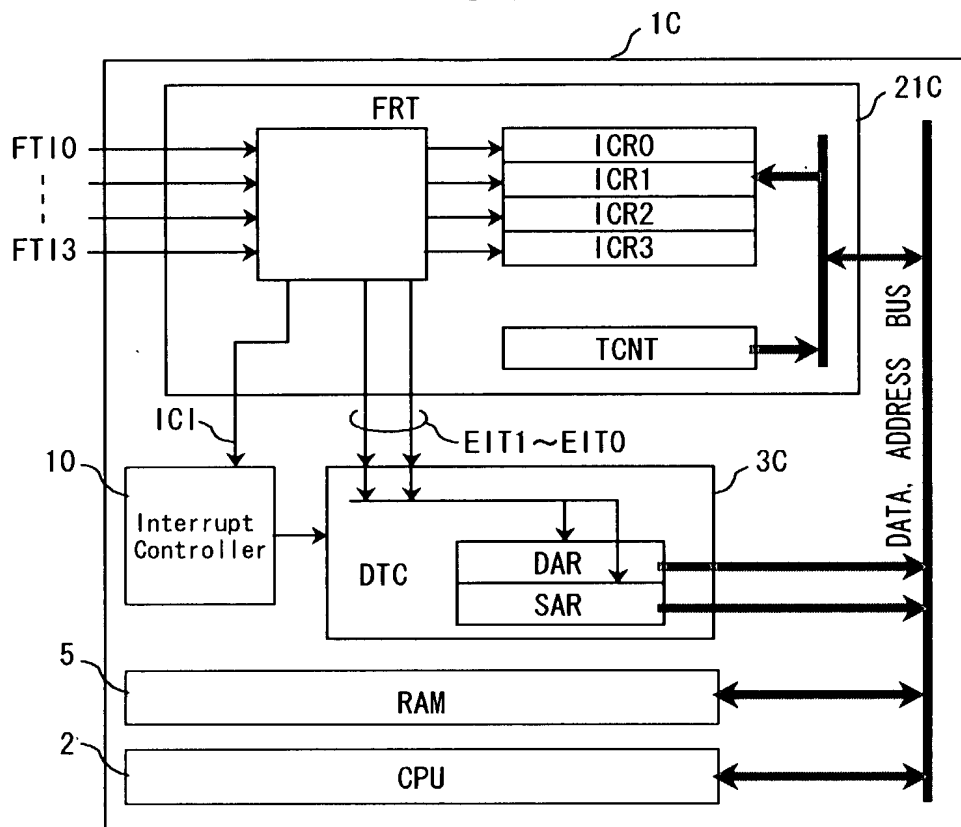 1C
21C
FRT
FTI0
FTI3
ICR0
ICR1
ICR2
ICR3
TCNT
DATA, ADDRESS BUS
ICI
EIT1～EIT0
10
3C
Interrupt
Controller
DTC
DAR
SAR
5
RAM
2
CPU